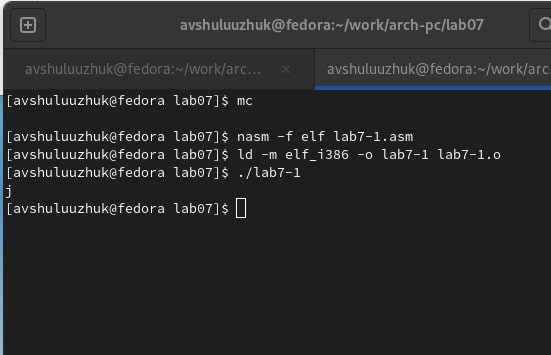 avshuluuzhuk@fedora:~/work/arch-pc/lab07
avshuluuzhuk@fedora:~/work/arc... × avshuluuzhuk@fedora:~/work/arc
[avshuluuzhuk@fedora lab07]$ mc
[avshuluuzhuk@fedora lab07]$ nasm -f elf lab7-1.asm
[avshuluuzhuk@fedora lab07]$ ld -m elf_i386 -o lab7-1 lab7-1.o
[avshuluuzhuk@fedora lab07]$ ./lab7-1
j
[avshuluuzhuk@fedora lab07]$